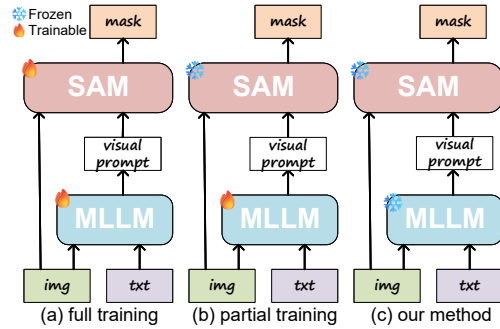 Frozen
Trainable
mask
mask
mask
SAM
SAM
SAM
visual
prompt
visual
prompt
visual
prompt
MLLM
MLLM
MLLM
img
txt
img
txt
img
txt
(a) full training
(b) partial training
(c) our method